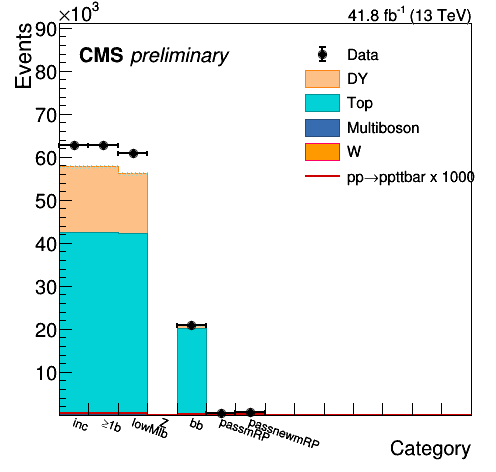 ×10³
41.8 fb⁻¹ (13 TeV)
Events
CMS preliminary
Data
DY
Top
Multiboson
W
pp→ppttbar x 1000
90
80
70
60
50
40
30
20
10
inc
≥1b
lowMlb
Z
bb
passmRP
passnewmRP
Category